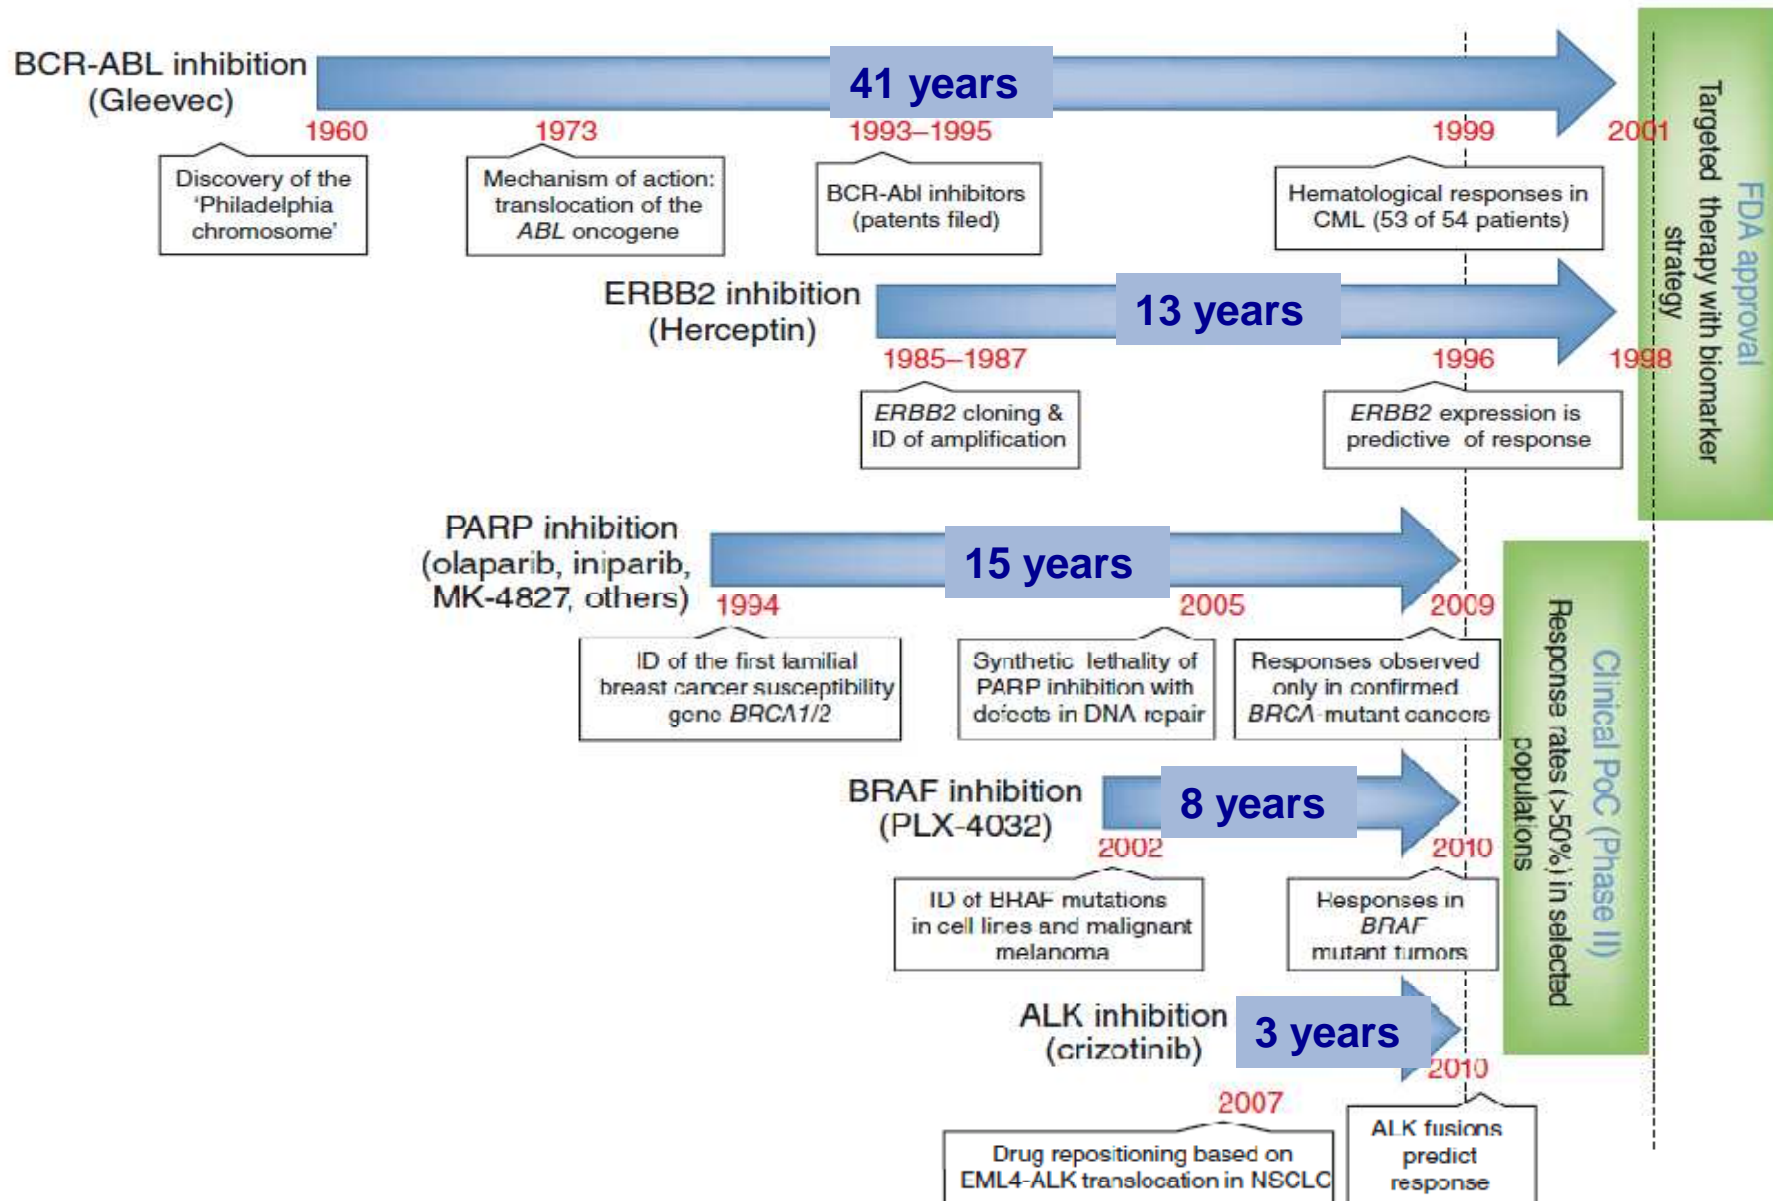 BCR-ABL inhibition
(Gleevec)
41 years
1960
1973
1993–1995
1999
2001
Discovery of the
‘Philadelphia
chromosome’
Mechanism of action:
translocation of the
ABL oncogene
BCR-Abl inhibitors
(patents filed)
Hematological responses in
CML (53 of 54 patients)
ERBB2 inhibition
(Herceptin)
13 years
1985–1987
1996
1998
ERBB2 cloning &
ID of amplification
ERBB2 expression is
predictive of response
FDA approval
Targeted therapy with biomarker
strategy
PARP inhibition
(olaparib, iniparib,
MK-4827, others)
15 years
1994
2005
2009
ID of the first familial
breast cancer susceptibility
gene BRCA1/2
Synthetic lethality of
PARP inhibition with
defects in DNA repair
Responses observed
only in confirmed
BRCA-mutant cancers
BRAF inhibition
(PLX-4032)
8 years
2002
2010
ID of BRAF mutations
in cell lines and malignant
melanoma
Responses in
BRAF
mutant tumors
ALK inhibition
(crizotinib)
3 years
2007
2010
Drug repositioning based on
EML4-ALK translocation in NSCLC
ALK fusions
predict
response
Clinical PoC (Phase II)
Response rates (>50%) in selected
populations